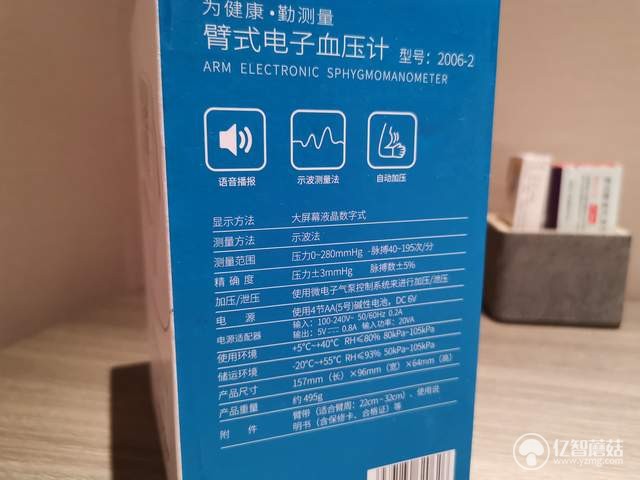 为健康·勤测量
臂式电子血压计 型号：2006-2
ARM ELECTRONIC SPHYGMOMANOMETER
语音播报 示波测量法 自动加压
显示方法 大屏幕液晶数字式
测量方法 示波法
测量范围 压力0~280mmHg -脉搏40~195次/分
精确度 压力±3mmHg 脉搏数±5%
加压/泄压 使用微电子气泵控制系统来进行加压/泄压
电源 使用4节AA(5号)碱性电池，DC 6V
电源适配器 输入：100-240V~ 50/60Hz 0.2A
输出：5V⎓0.8A 输入功率：20VA
使用环境 +5℃~+40℃ RH≤80% 80kPa~105kPa
储运环境 -20℃~+55℃ RH≤93% 50kPa~105kPa
产品尺寸 157mm（长）×96mm（宽）×64mm（高）
产品重量 约 495g
附件 臂带（适合臂周：22cm~32cm）、使用说
明书（含保修卡、合格证）等
亿智蘑菇
www.yzmg.com